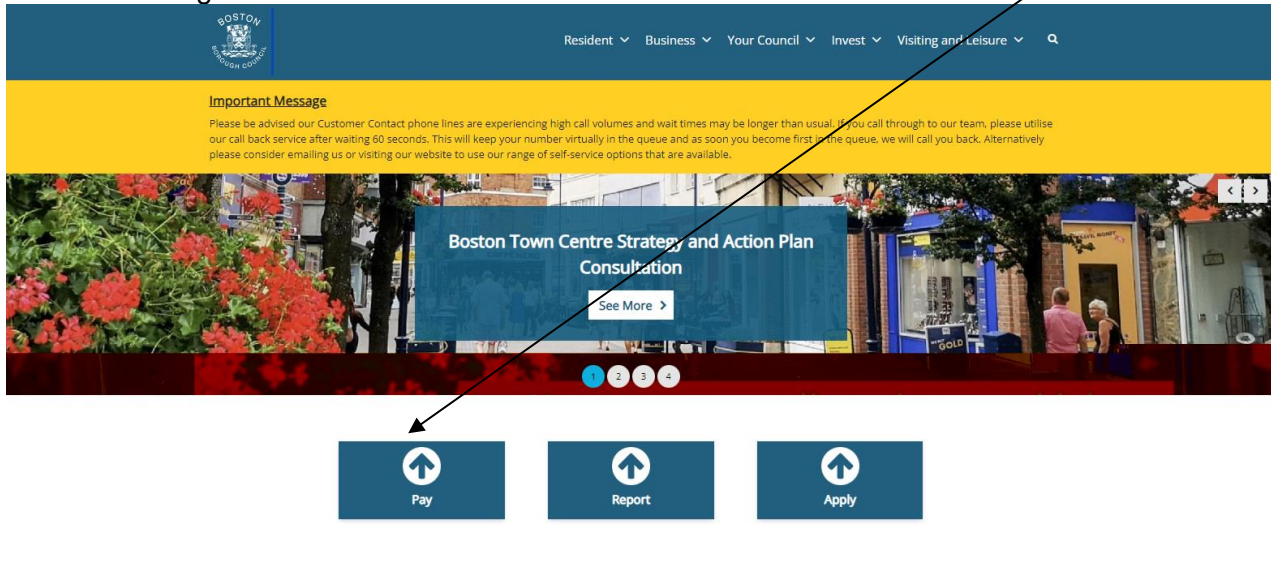 BOSTON
BOROUGH COUNCIL
Resident Business Your Council Invest Visiting and Leisure
Important Message
Please be advised our Customer Contact phone lines are experiencing high call volumes and wait times may be longer than usual. If you call through to our team, please utilise
our call back service after waiting 60 seconds. This will keep your number virtually in the queue and as soon you become first in the queue, we will call you back. Alternatively
please consider emailing us or visiting our website to use our range of self-service options that are available.
Boston Town Centre Strategy and Action Plan
Consultation
See More
GOLD
1 2 3 4
Pay Report Apply